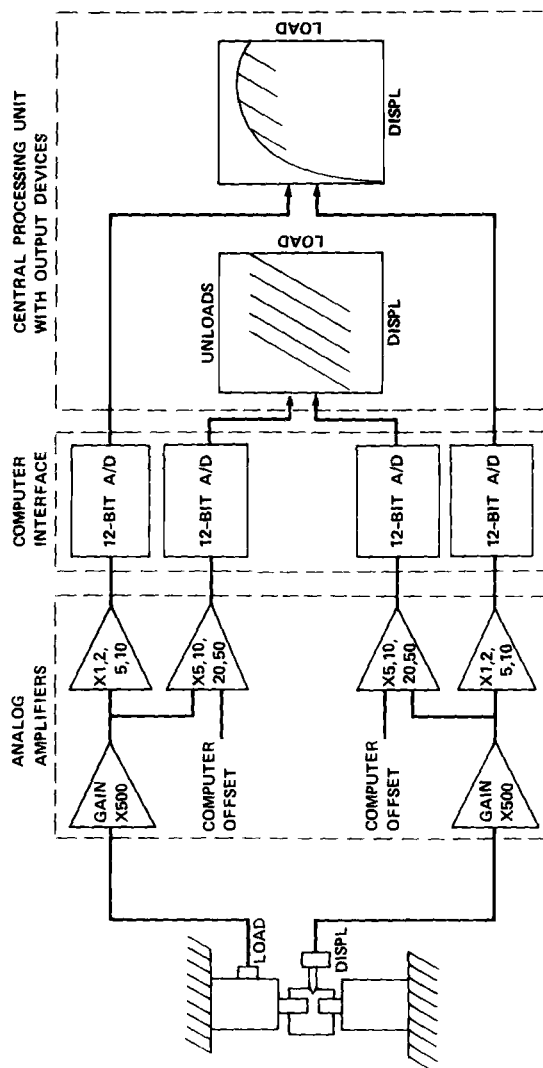 ANALOG
AMPLIFIERS
COMPUTER
INTERFACE
CENTRAL PROCESSING UNIT
WITH OUTPUT DEVICES
LOAD
GAIN
X500
X1,2,
5,10
12-BIT A/D
X5,10,
20,50
12-BIT A/D
COMPUTER
OFFSET
UNLOADS
LOAD
DISPL
LOAD
DISPL
COMPUTER
OFFSET
X5,10,
20,50
12-BIT A/D
DISPL
GAIN
X500
X1,2,
5,10
12-BIT A/D